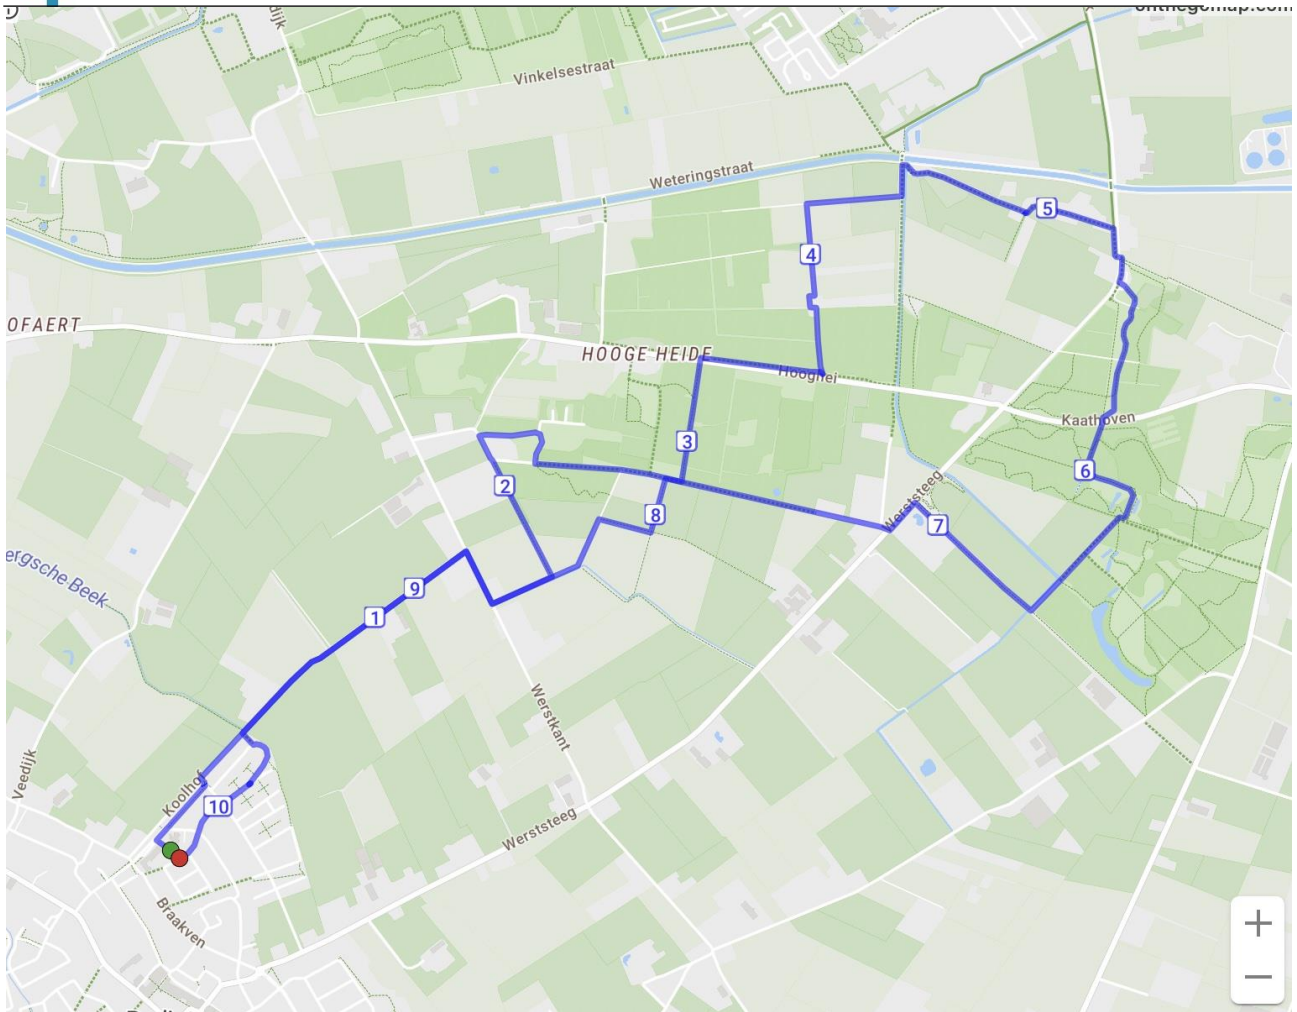 Vinkelsestraat
Weteringstraat
OFAERT
HOOGE HEIDE
Hooghei
Kaathoven
4
5
3
2
6
8
7
Werststeeg
9
1
ergsche Beek
Werstkant
Veedijk
Koolhof
10
Werststeeg
Braakven
+
−